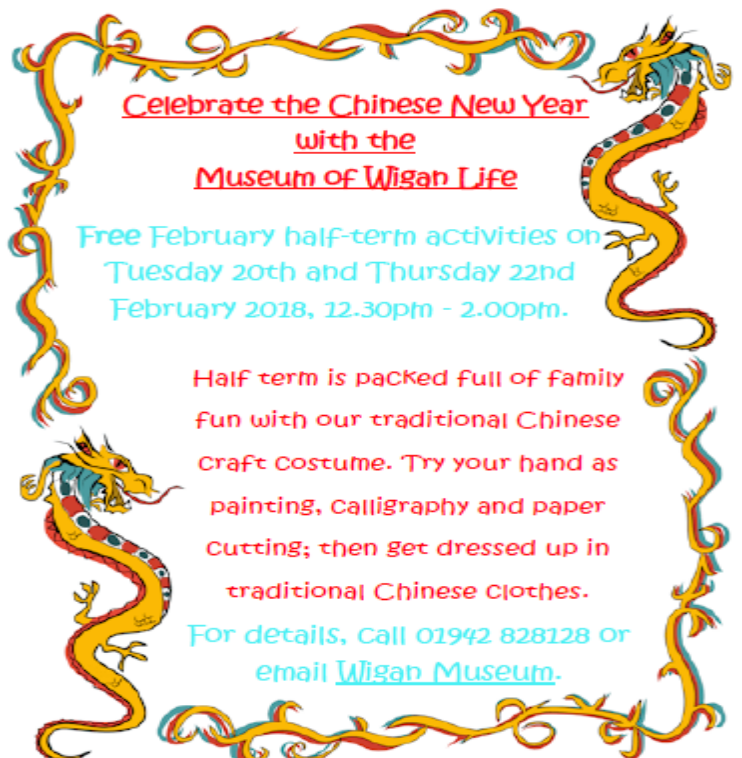 Celebrate the Chinese New Year
with the
Museum of Wigan Life
Free February half-term activities on
Tuesday 20th and Thursday 22nd
February 2018, 12.30pm - 2.00pm.
Half term is packed full of family
fun with our traditional Chinese
craft costume. Try your hand as
painting, calligraphy and paper
cutting; then get dressed up in
traditional Chinese clothes.
For details, call 01942 828128 or
email Wigan Museum.